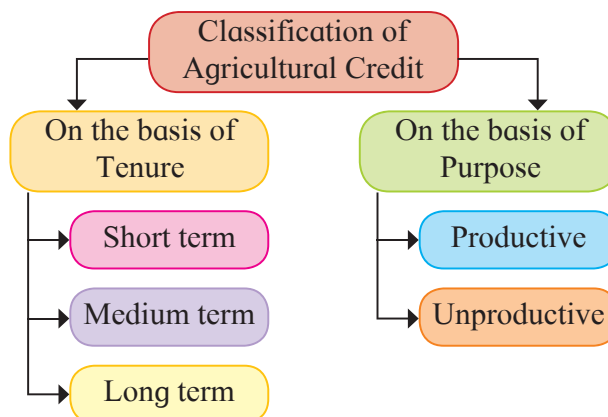 Classification of
Agricultural Credit
On the basis of
Tenure
Short term
Medium term
Long term
On the basis of
Purpose
Productive
Unproductive